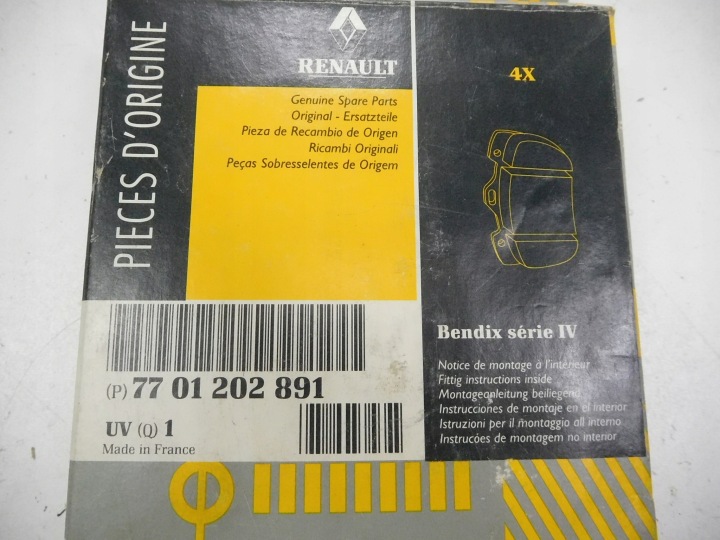 PIECES D'ORIGINE
RENAULT
Genuine Spare Parts
Original - Ersatzteile
Pieza de Recambio de Origen
Ricambi Originali
Peças Sobresselentes de Origem
4X
Bendix série IV
Notice de montage à l'intérieur
Fittig instructions inside
Montageanleitung beiliegend
Instrucciones de montaje en el interior
Istruzioni per il montaggio all interno
Instrucóes de montagem no interior
(P) 77 01 202 891
UV (Q) 1
Made in France